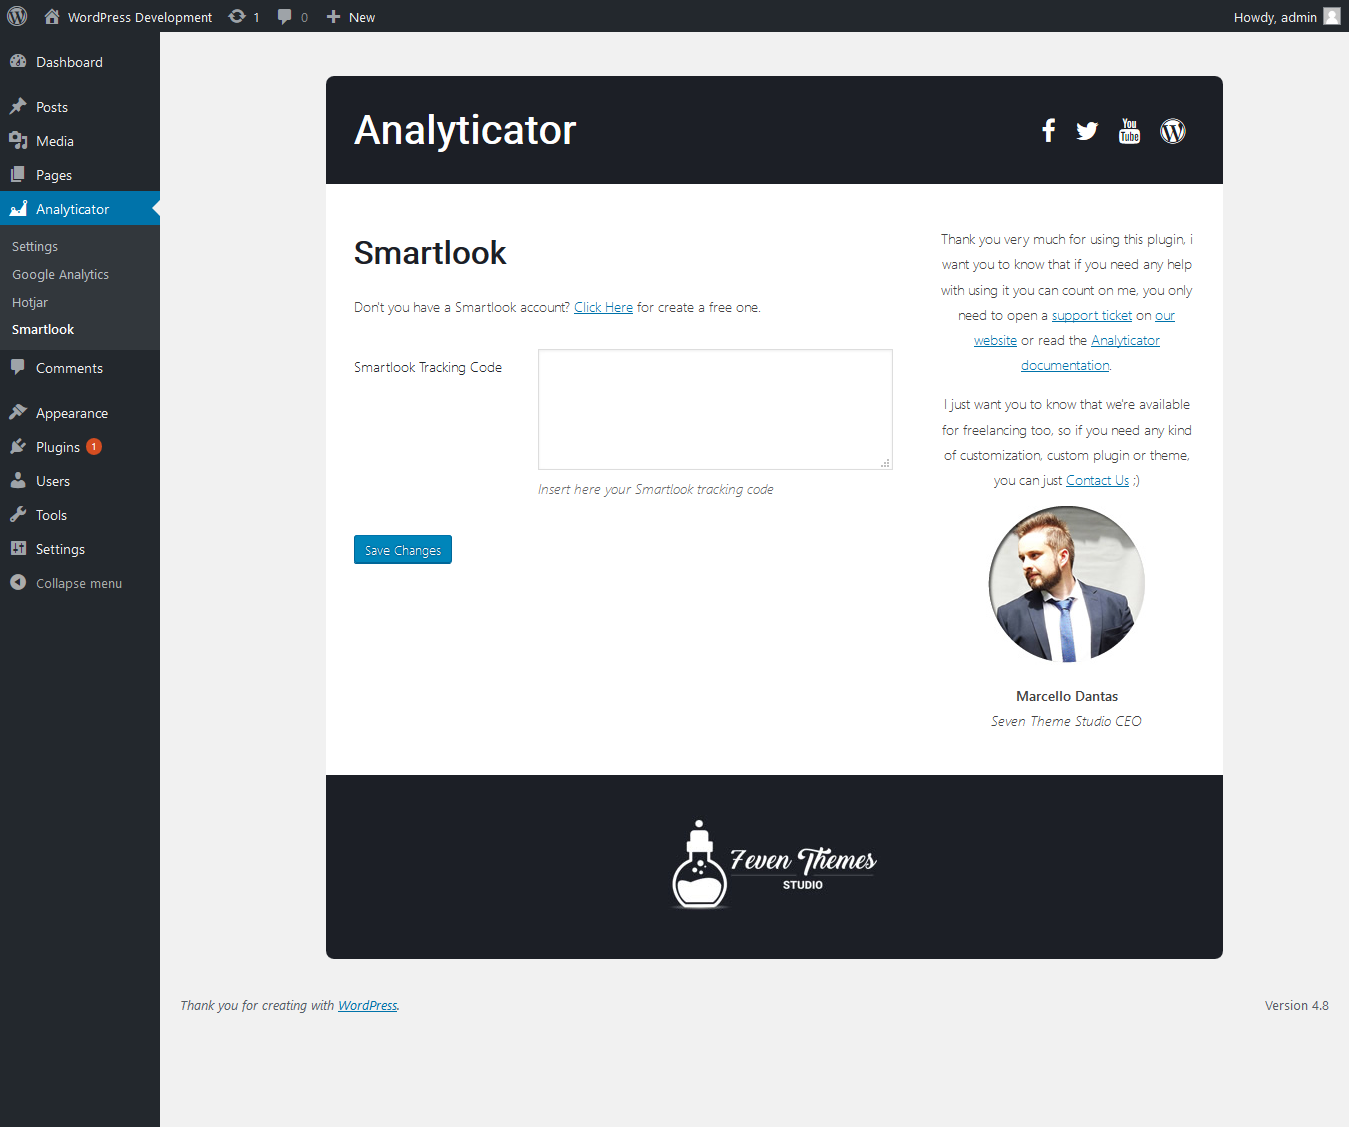 WordPress Development 1 0 New Howdy, admin
Dashboard
Posts
Media
Pages
Analyticator
Settings
Google Analytics
Hotjar
Smartlook
Comments
Appearance
Plugins 1
Users
Tools
Settings
Collapse menu
Analyticator
You
Tube
Smartlook
Don't you have a Smartlook account? Click Here for create a free one.
Smartlook Tracking Code
Insert here your Smartlook tracking code
Save Changes
Thank you very much for using this plugin, i
want you to know that if you need any help
with using it you can count on me, you only
need to open a support ticket on our
website or read the Analyticator
documentation.
I just want you to know that we're available
for freelancing too, so if you need any kind
of customization, custom plugin or theme,
you can just Contact Us ;)
Marcello Dantas
Seven Theme Studio CEO
7even Themes
STUDIO
Thank you for creating with WordPress.
Version 4.8